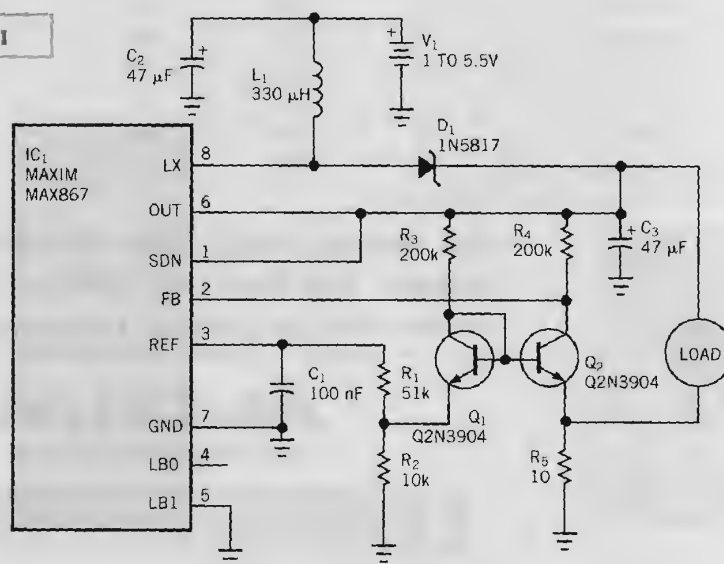 I
C2
47 µF
L1
330 µH
V1
1 TO 5.5V
+
+
D1
1N5817
IC1
MAXIM
MAX867
LX
8
OUT
6
SDN
1
FB
2
REF
3
GND
7
LB0
4
LB1
5
R3
200k
R4
200k
+
C3
47 µF
C1
100 nF
R1
51k
R2
10k
Q1
Q2N3904
Q2
Q2N3904
R5
10
LOAD